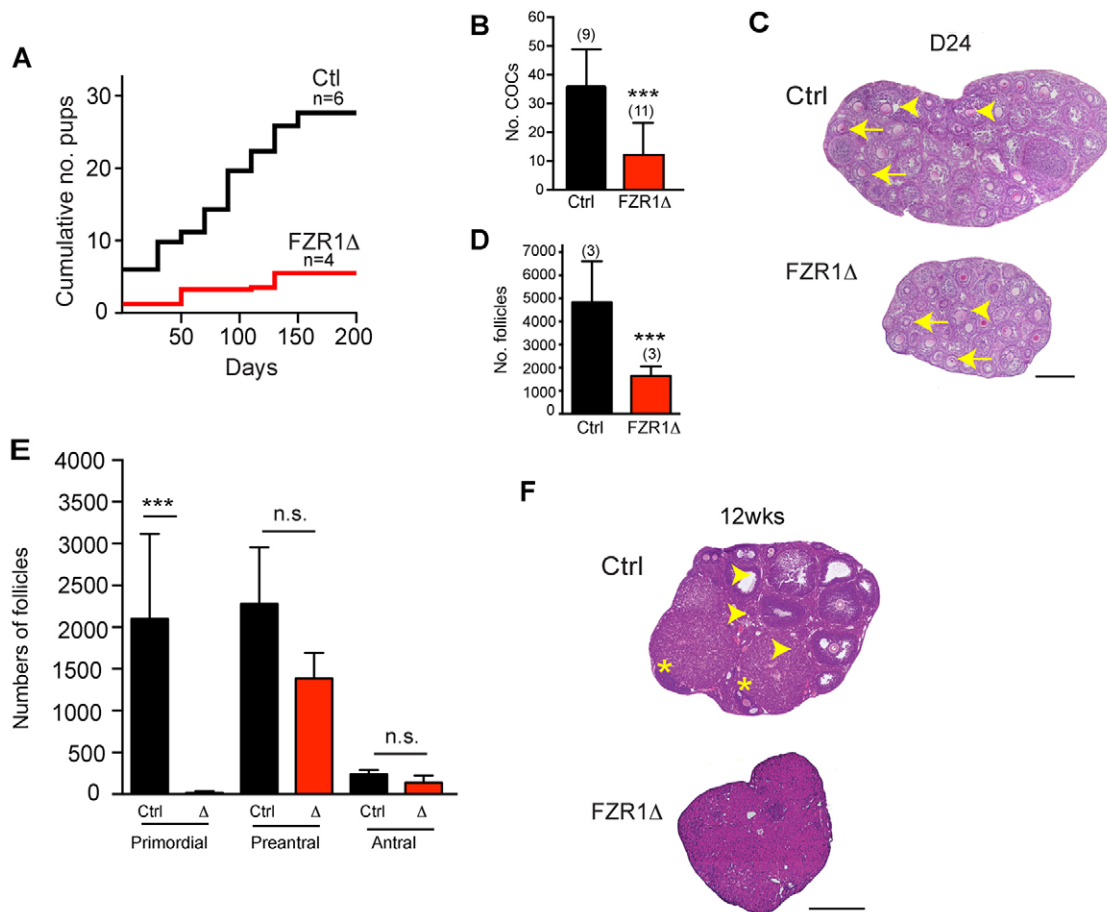 A
Cumulative no. pups
30
20
10
0
Ctl
n=6
FZR1Δ
n=4
50 100 150 200
Days
B
No. COCs
60
50
40
30
20
10
0
(9)
***
(11)
Ctrl FZR1Δ
C
D24
Ctrl
FZR1Δ
D
No. follicles
7000
6000
5000
4000
3000
2000
1000
0
(3)
***
(3)
Ctrl FZR1Δ
E
Numbers of follicles
4000
3500
3000
2500
2000
1500
1000
500
0
***
n.s.
n.s.
Ctrl Δ Ctrl Δ Ctrl Δ
Primordial Preantral Antral
F
12wks
Ctrl
*
*
FZR1Δ